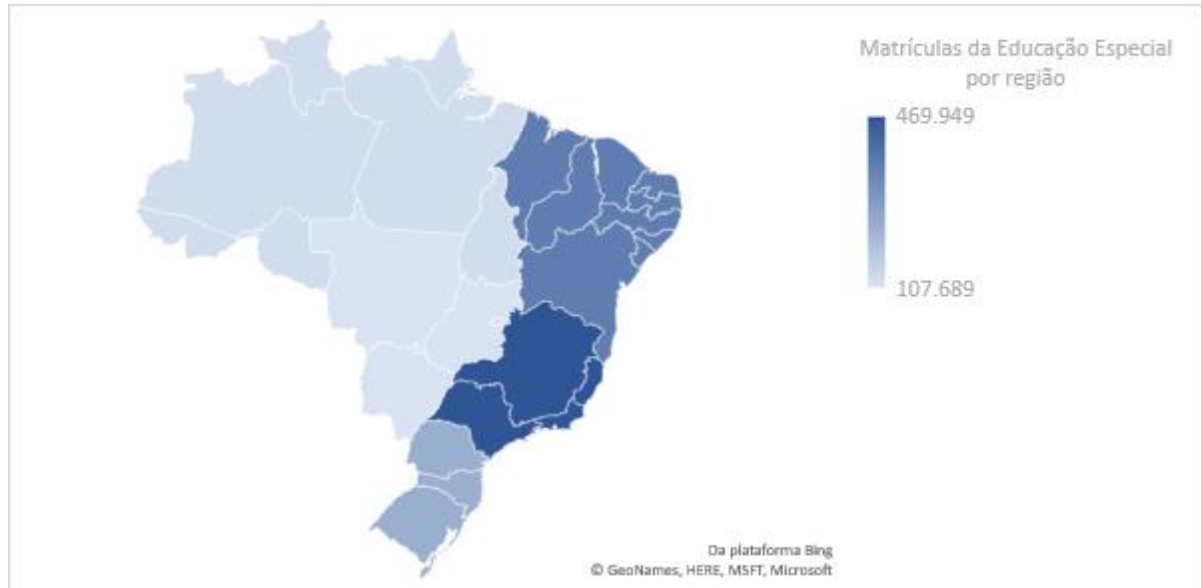 Matrículas da Educação Especial
por região
469.949
107.689
Da plataforma Bing
© GeoNames, HERE, MSFT, Microsoft